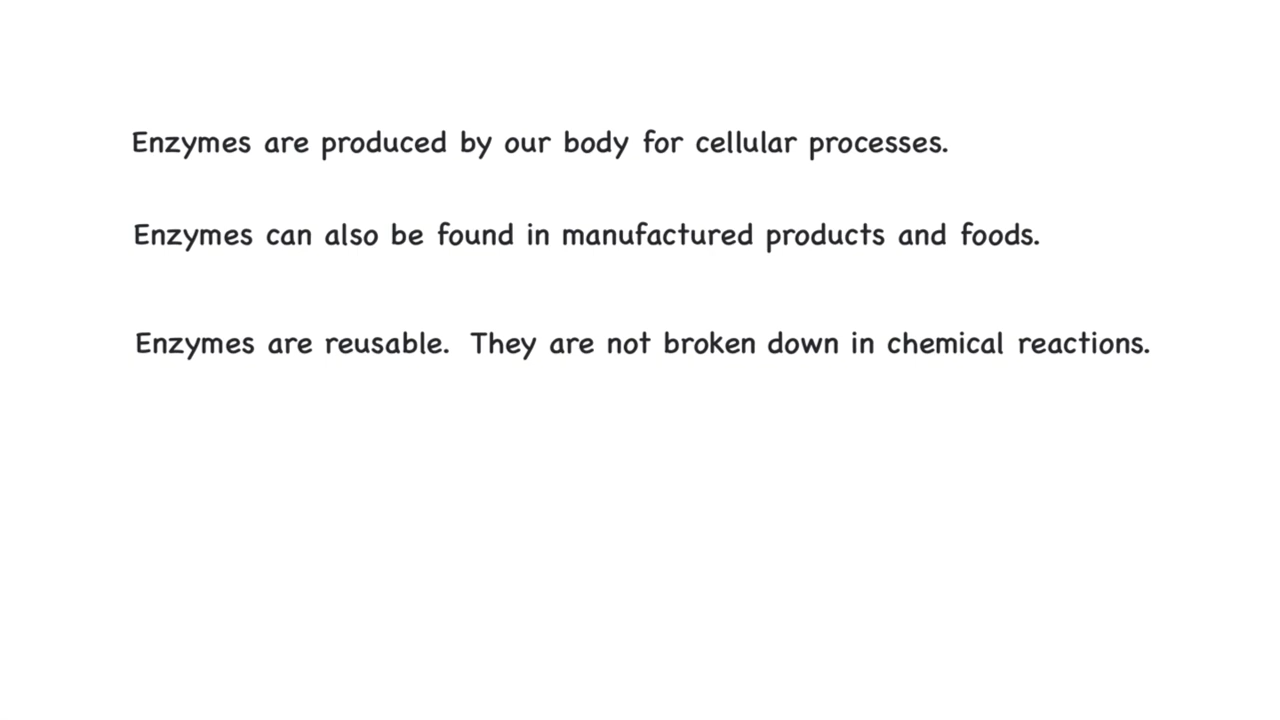 Enzymes are produced by our body for cellular processes.
Enzymes can also be found in manufactured products and foods.
Enzymes are reusable.  They are not broken down in chemical reactions.